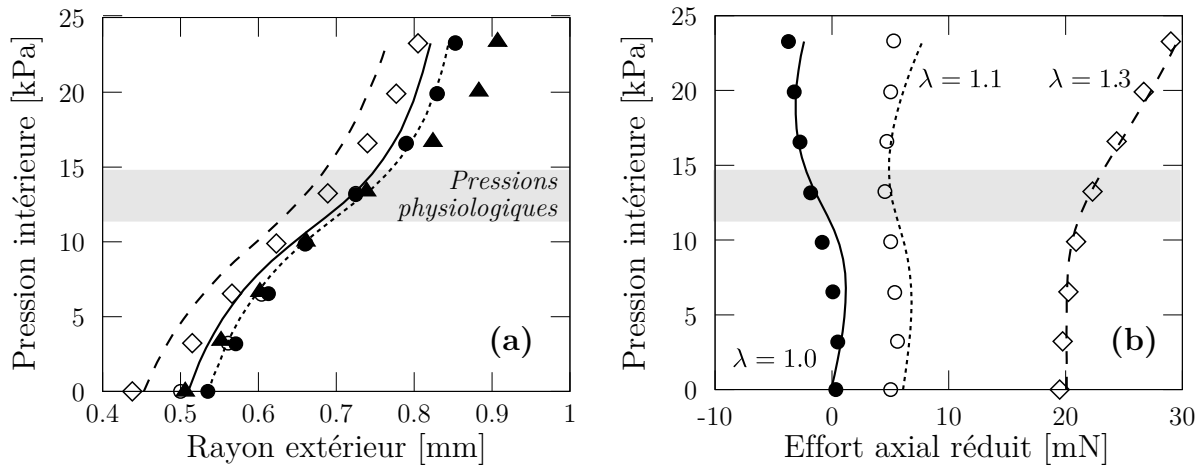 25
20
15
10
5
0
Pression intérieure [kPa]
Pressions
physiologiques
(a)
0.4 0.5 0.6 0.7 0.8 0.9 1
Rayon extérieur [mm]
25
20
15
10
5
0
Pression intérieure [kPa]
λ = 1.1
λ = 1.3
λ = 1.0
(b)
-10 0 10 20 30
Effort axial réduit [mN]